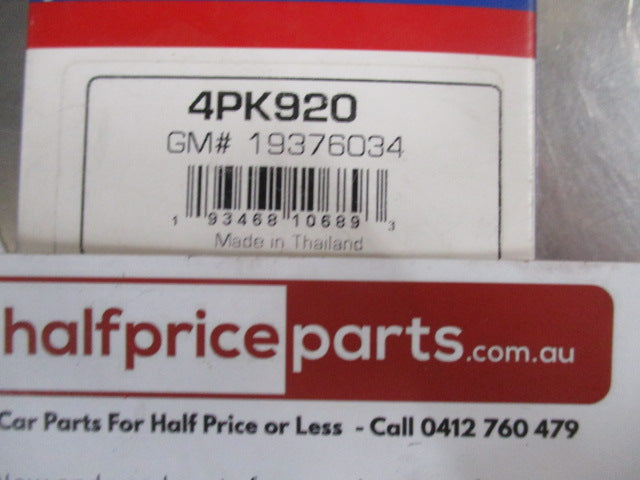 4PK920
GM# 19376034
1 93468 10689 3
Made in Thailand
halfpriceparts.com.au
Car Parts For Half Price or Less - Call 0412 760 479